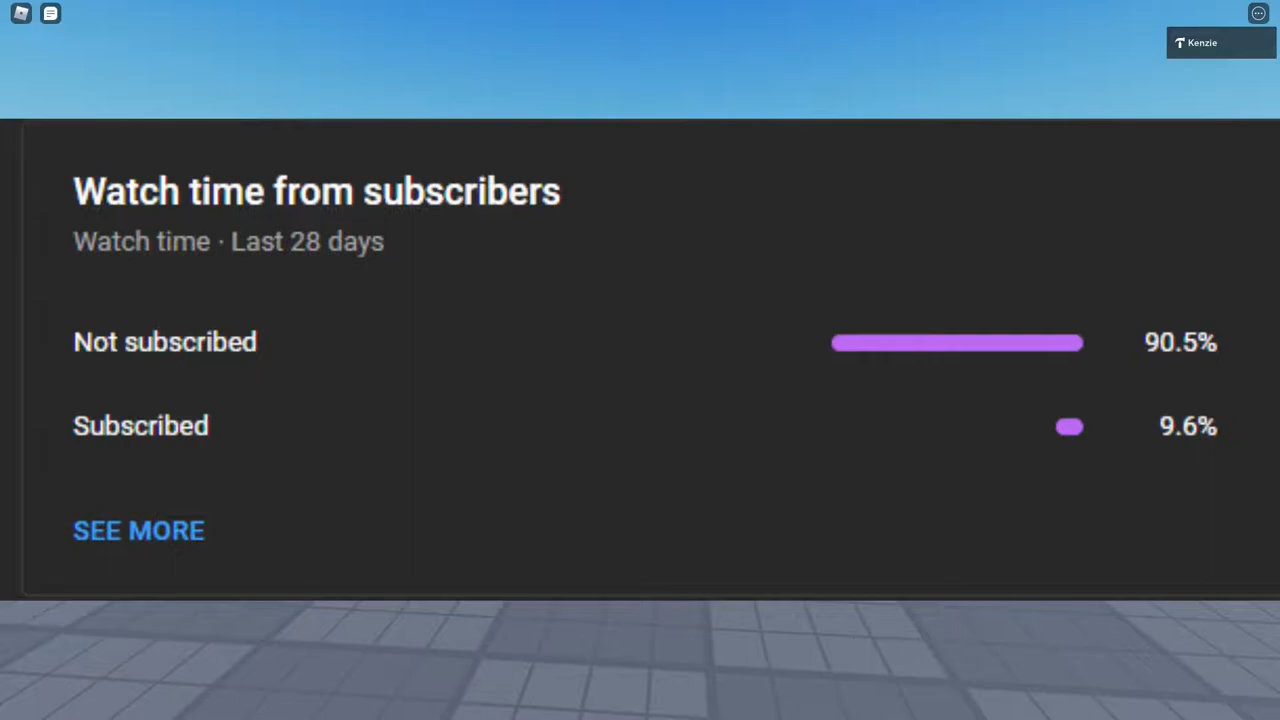 Kenzie
Watch time from subscribers
Watch time · Last 28 days
Not subscribed 90.5%
Subscribed 9.6%
SEE MORE